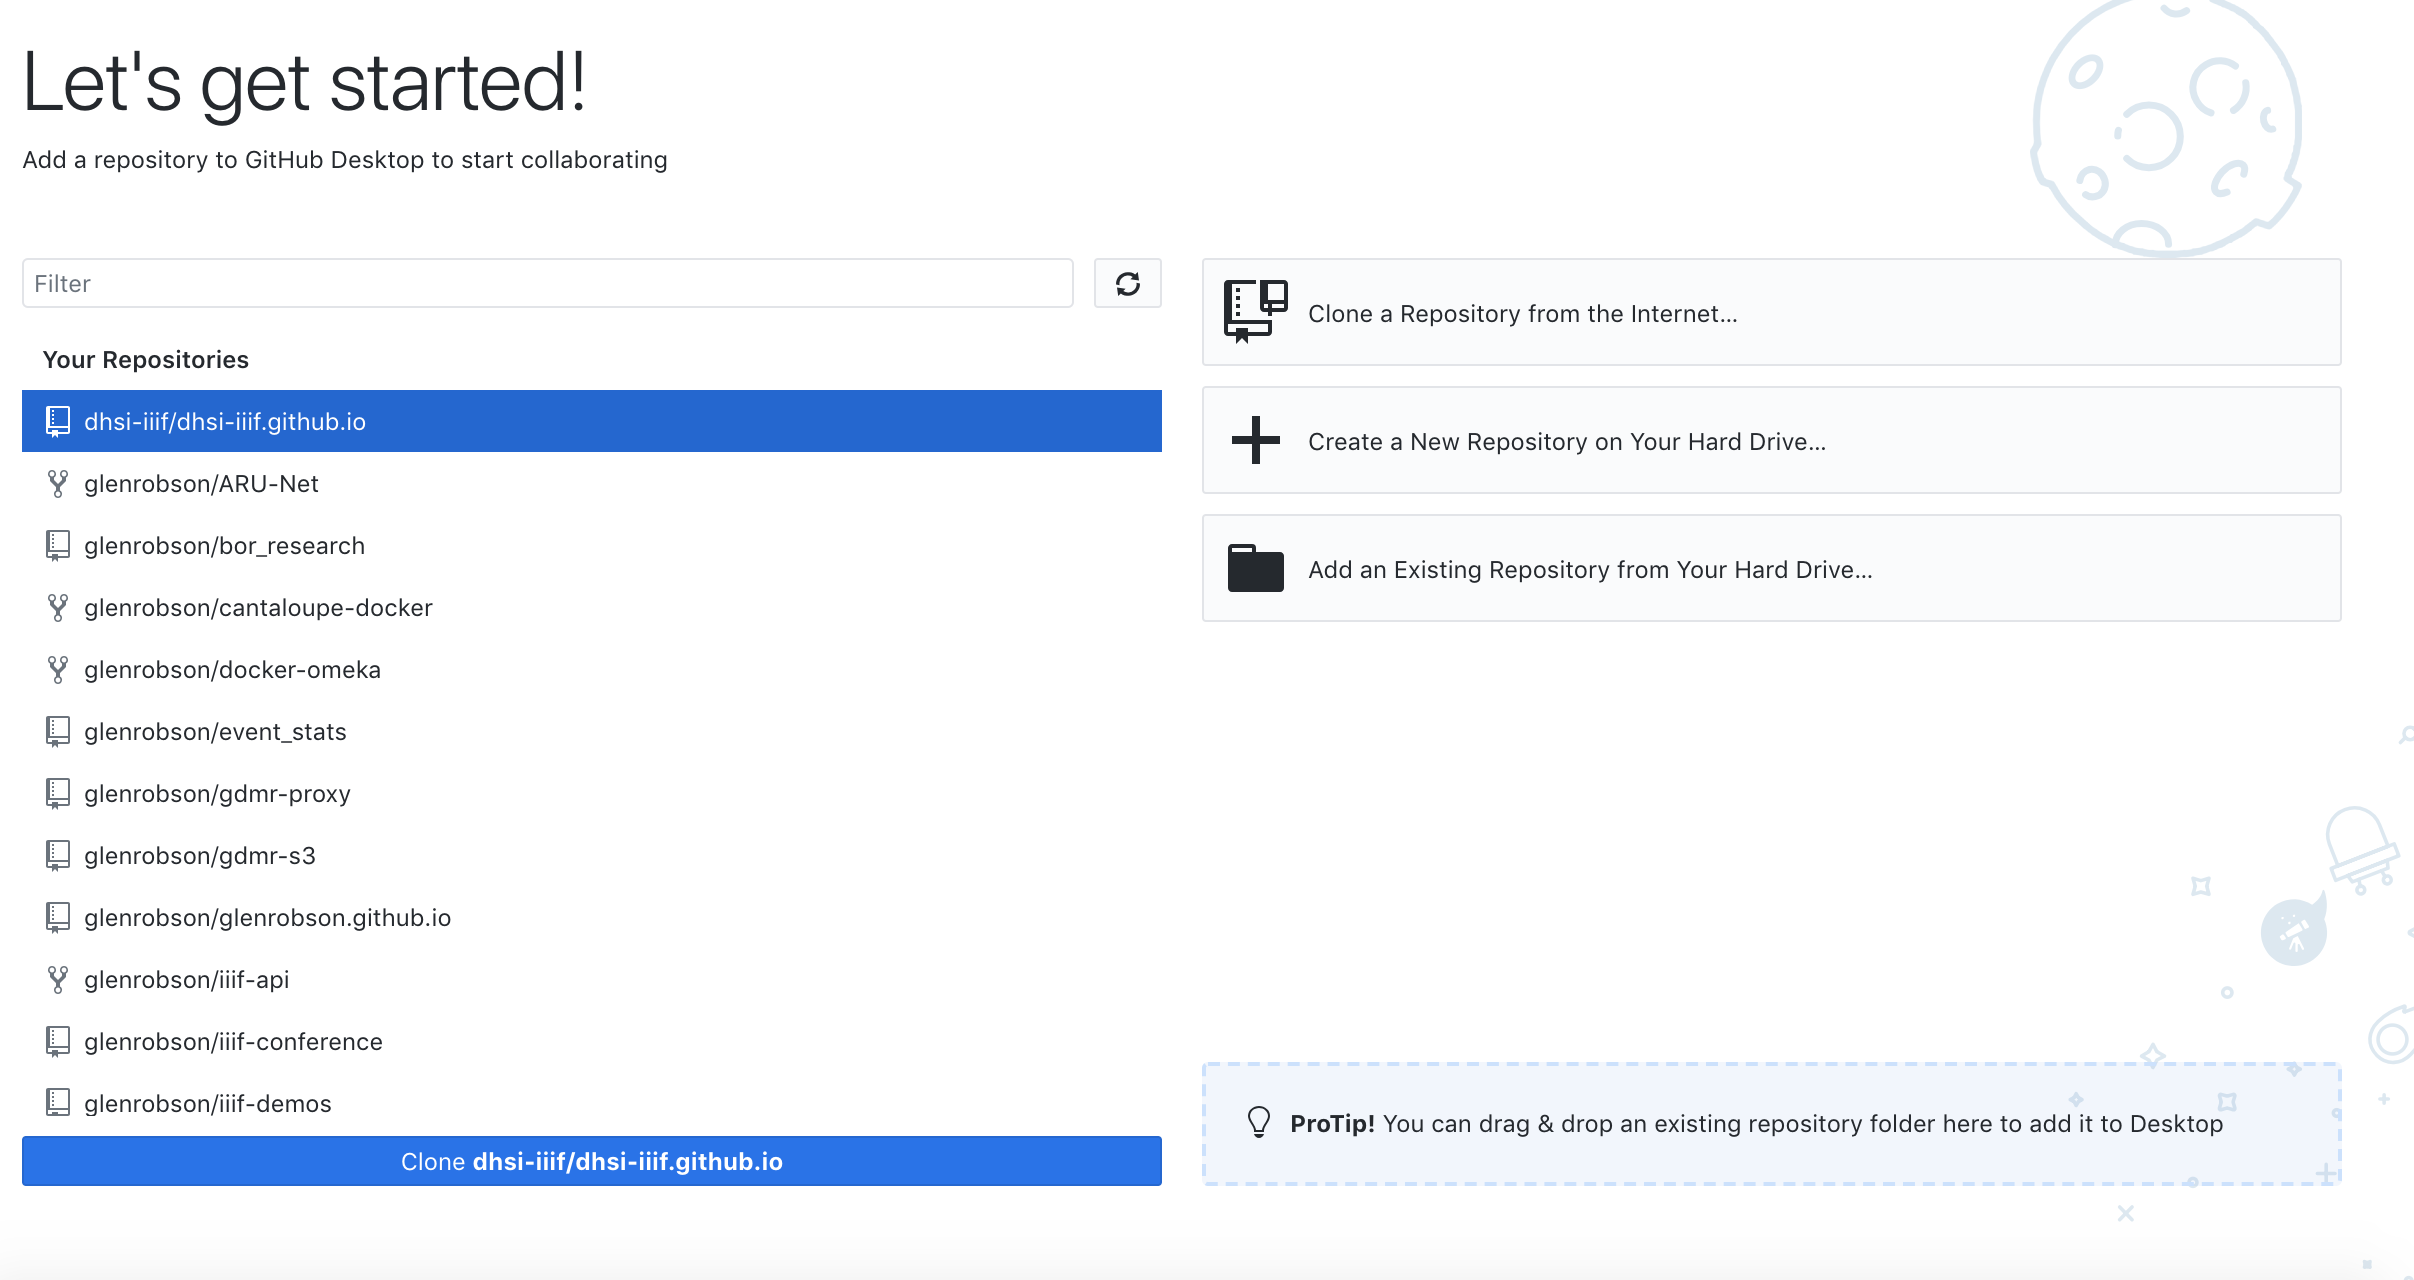 Let's get started!
Add a repository to GitHub Desktop to start collaborating
Filter
Your Repositories
dhsi-iiif/dhsi-iiif.github.io
glenrobson/ARU-Net
glenrobson/bor_research
glenrobson/cantaloupe-docker
glenrobson/docker-omeka
glenrobson/event_stats
glenrobson/gdmr-proxy
glenrobson/gdmr-s3
glenrobson/glenrobson.github.io
glenrobson/iiif-api
glenrobson/iiif-conference
glenrobson/iiif-demos
Clone dhsi-iiif/dhsi-iiif.github.io
Clone a Repository from the Internet...
Create a New Repository on Your Hard Drive...
Add an Existing Repository from Your Hard Drive...
ProTip! You can drag & drop an existing repository folder here to add it to Desktop